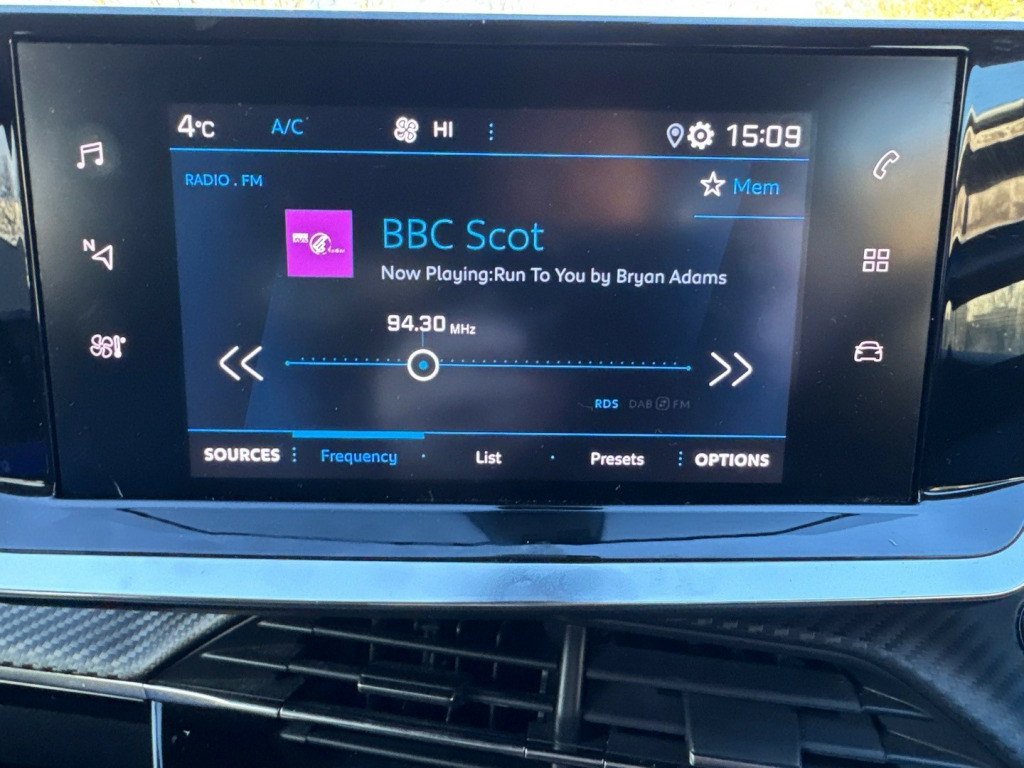 4°C A/C HI 15:09
RADIO . FM
Mem
BBC Scot
Now Playing:Run To You by Bryan Adams
94.30 MHz
N
RDS DAB FM
SOURCES Frequency List Presets OPTIONS